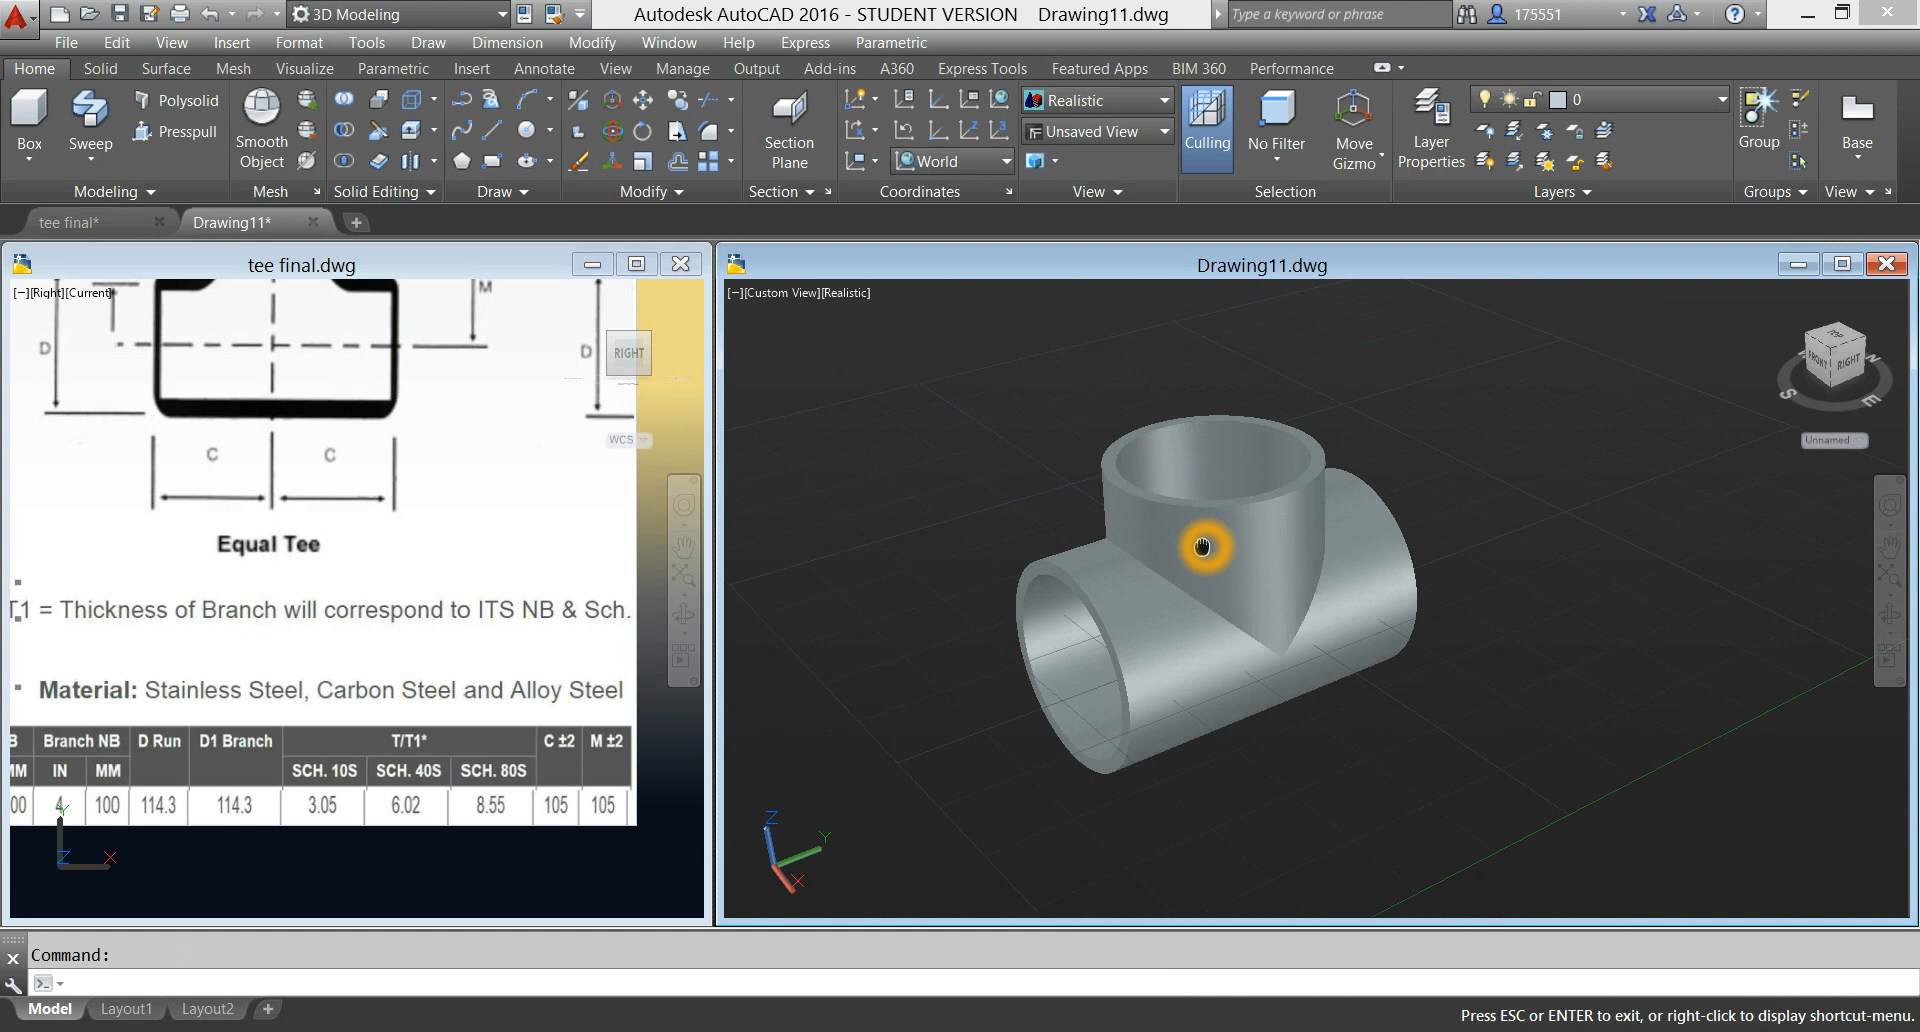 3D Modeling
Autodesk AutoCAD 2016 - STUDENT VERSION Drawing11.dwg
Type a keyword or phrase
175551
File Edit View Insert Format Tools Draw Dimension Modify Window Help Express Parametric
Home Solid Surface Mesh Visualize Parametric Insert Annotate View Manage Output Add-ins A360 Express Tools Featured Apps BIM 360 Performance
Box
Sweep
Polysolid
Presspull
Smooth
Object
Section
Plane
World
Realistic
Unsaved View
Culling
No Filter
Move
Gizmo
Layer
Properties
0
Group
Base
Modeling Mesh Solid Editing Draw Modify Section Coordinates View Selection Layers Groups View
tee final* Drawing11*
tee final.dwg
[−][Right][Current]
M
D
D
RIGHT
WCS
C C
Equal Tee
T1 = Thickness of Branch will correspond to ITS NB & Sch.
Material: Stainless Steel, Carbon Steel and Alloy Steel
B Branch NB D Run D1 Branch T/T1* C ±2 M ±2
MM IN MM SCH. 10S SCH. 40S SCH. 80S
00 4 100 114.3 114.3 3.05 6.02 8.55 105 105
Y
Z X
Drawing11.dwg
[−][Custom View][Realistic]
TOP
FRONT RIGHT
S E
Unnamed
Z
Y
X
Command:
Model Layout1 Layout2
Press ESC or ENTER to exit, or right-click to display shortcut-menu.